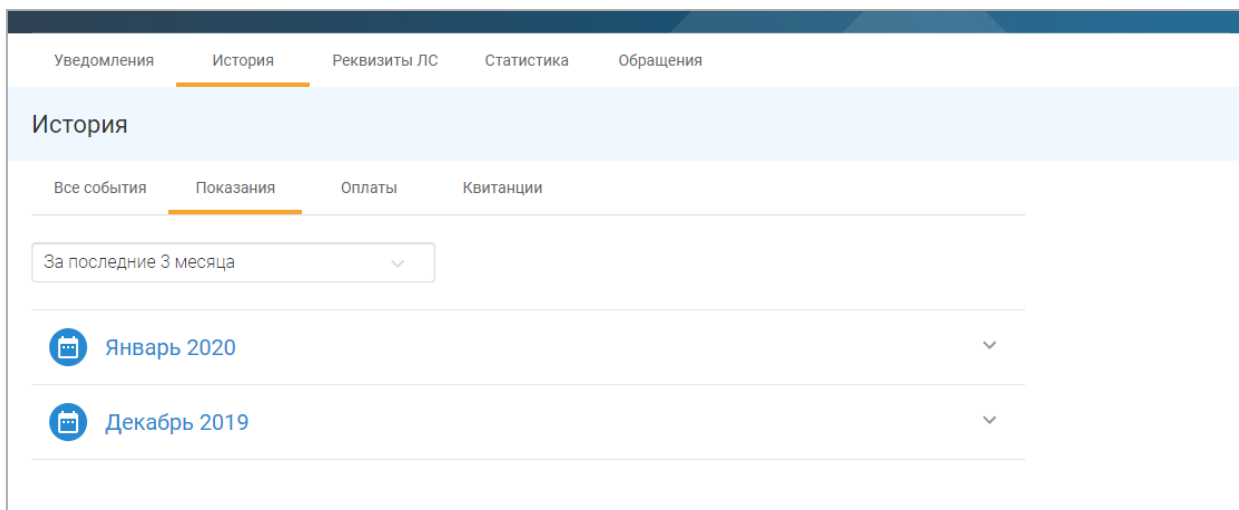 Уведомления История Реквизиты ЛС Статистика Обращения
История
Все события Показания Оплаты Квитанции
За последние 3 месяца
Январь 2020
Декабрь 2019